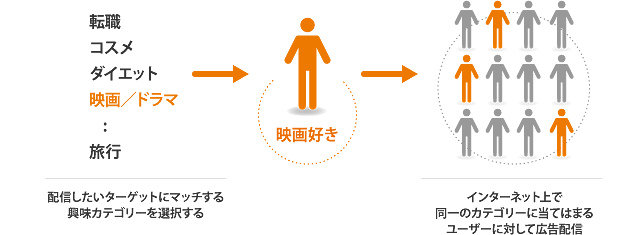 転職
コスメ
ダイエット
映画／ドラマ
:
旅行
映画好き
配信したいターゲットにマッチする
興味カテゴリーを選択する
インターネット上で
同一のカテゴリーに当てはまる
ユーザーに対して広告配信